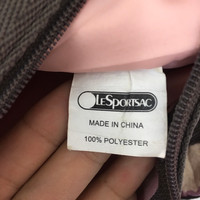 LESPORTSAC
MADE IN CHINA
100% POLYESTER